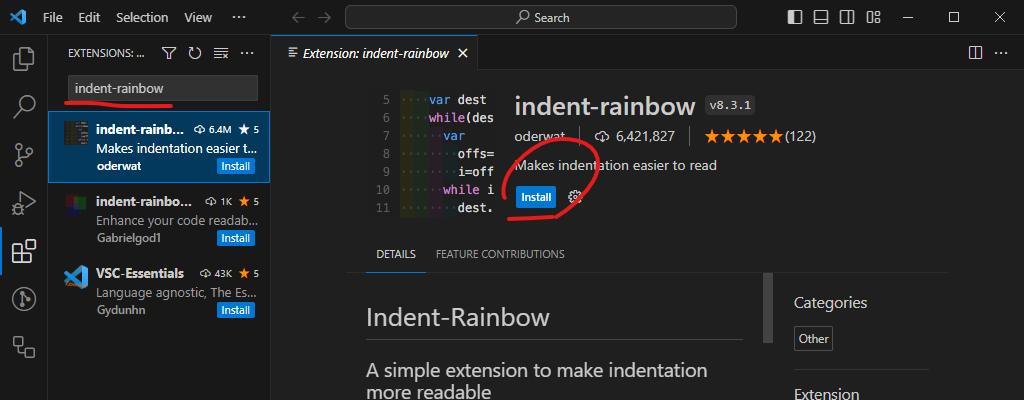 File Edit Selection View ··· Search
EXTENSIONS: ...
indent-rainbow
indent-rainb... 6.4M ★ 5
Makes indentation easier t...
oderwat Install
indent-rainbo... 1K ★ 5
Enhance your code readab...
Gabrielgod1 Install
VSC-Essentials 43K ★ 5
Language agnostic, The Es...
Gydunhn Install
Extension: indent-rainbow
5 var dest
6 while(des
7 var
8 offs=
9 i=off
10 while i
11 dest.
indent-rainbow v8.3.1
oderwat 6,421,827 ★★★★★(122)
Makes indentation easier to read
Install
DETAILS FEATURE CONTRIBUTIONS
Indent-Rainbow
A simple extension to make indentation
more readable
Categories
Other
Extension